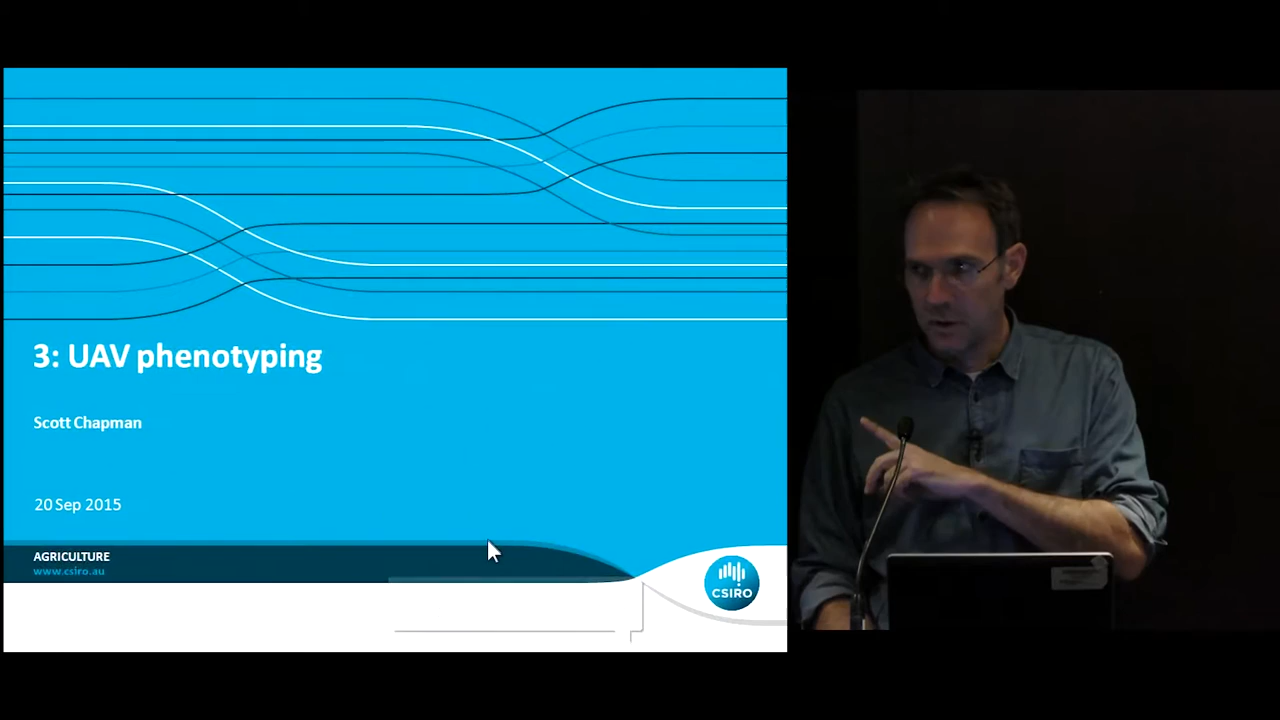 3: UAV phenotyping
Scott Chapman
20 Sep 2015
AGRICULTURE
www.csiro.au
CSIRO